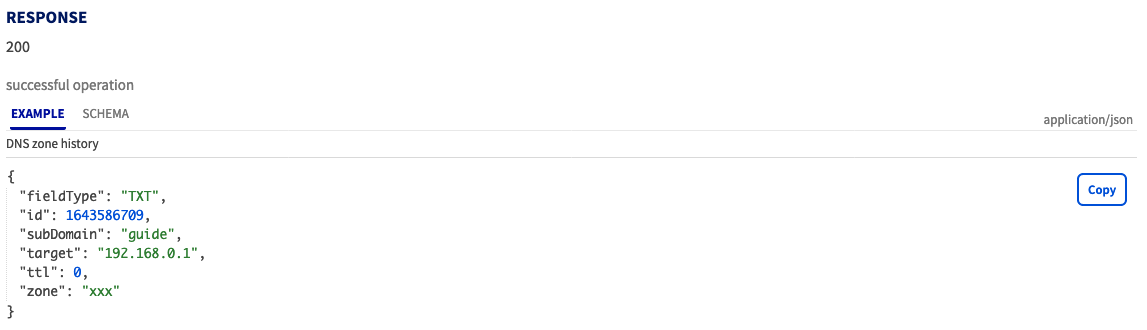 RESPONSE
200
successful operation
EXAMPLE SCHEMA
application/json
DNS zone history
{
Copy
"fieldType": "TXT",
"id": 1643586709,
"subDomain": "guide",
"target": "192.168.0.1",
"ttl": 0,
"zone": "xxx"
}